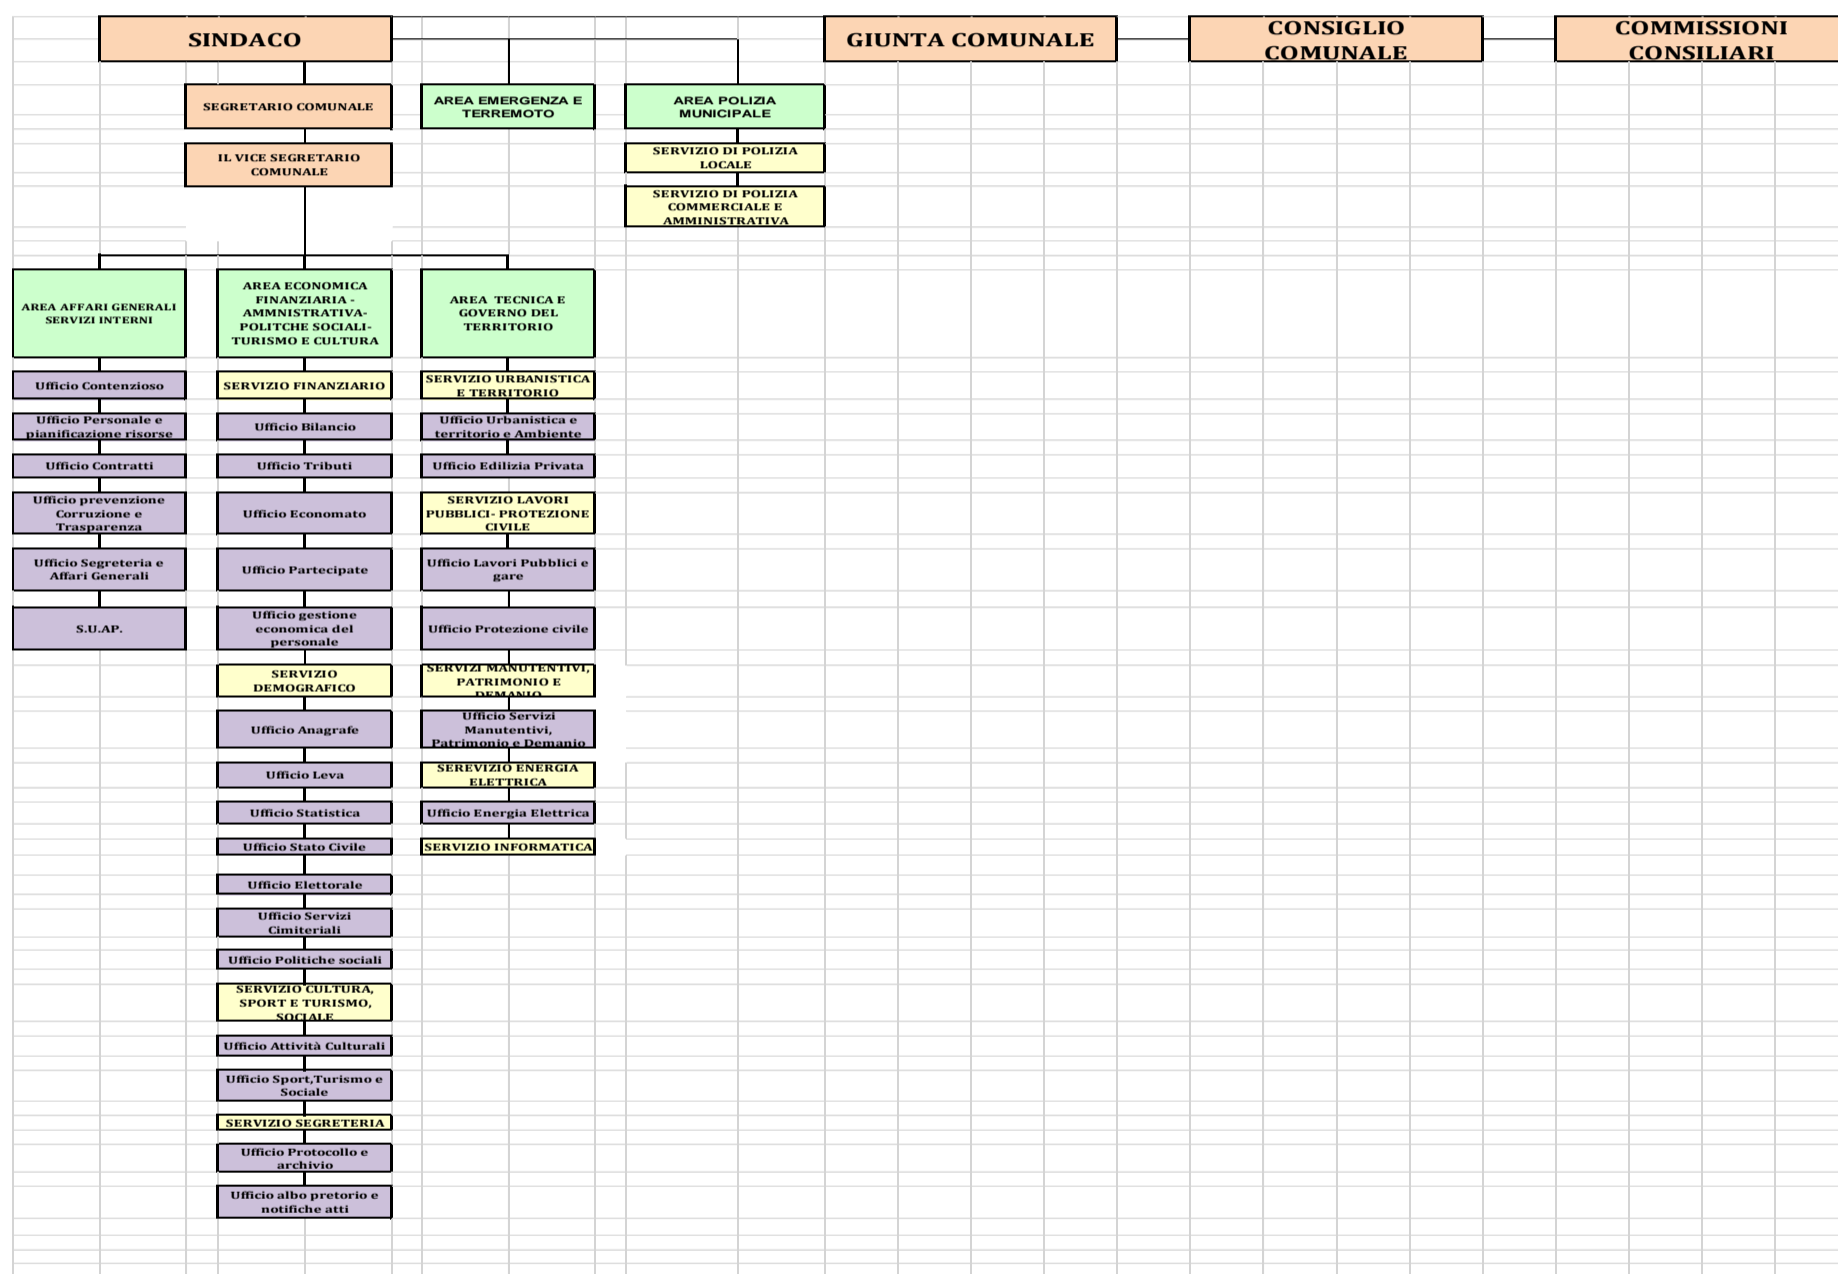 SINDACO
GIUNTA COMUNALE
CONSIGLIO
COMUNALE
COMMISSIONI
CONSILIARI
SEGRETARIO COMUNALE
AREA EMERGENZA E
TERREMOTO
AREA POLIZIA
MUNICIPALE
IL VICE SEGRETARIO
COMUNALE
SERVIZIO DI POLIZIA
LOCALE
SERVIZIO DI POLIZIA
COMMERCIALE E
AMMINISTRATIVA
AREA AFFARI GENERALI
SERVIZI INTERNI
AREA ECONOMICA
FINANZIARIA -
AMMNISTRATIVA-
POLITCHE SOCIALI-
TURISMO E CULTURA
AREA TECNICA E
GOVERNO DEL
TERRITORIO
Ufficio Contenzioso
Ufficio Personale e
pianificazione risorse
Ufficio Contratti
Ufficio prevenzione
Corruzione e
Trasparenza
Ufficio Segreteria e
Affari Generali
S.U.AP.
SERVIZIO FINANZIARIO
Ufficio Bilancio
Ufficio Tributi
Ufficio Economato
Ufficio Partecipate
Ufficio gestione
economica del
personale
SERVIZIO
DEMOGRAFICO
Ufficio Anagrafe
Ufficio Leva
Ufficio Statistica
Ufficio Stato Civile
Ufficio Elettorale
Ufficio Servizi
Cimiteriali
Ufficio Politiche sociali
SERVIZIO CULTURA,
SPORT E TURISMO,
SOCIALE
Ufficio Attività Culturali
Ufficio Sport,Turismo e
Sociale
SERVIZIO SEGRETERIA
Ufficio Protocollo e
archivio
Ufficio albo pretorio e
notifiche atti
SERVIZIO URBANISTICA
E TERRITORIO
Ufficio Urbanistica e
territorio e Ambiente
Ufficio Edilizia Privata
SERVIZIO LAVORI
PUBBLICI- PROTEZIONE
CIVILE
Ufficio Lavori Pubblici e
gare
Ufficio Protezione civile
SERVIZI MANUTENTIVI,
PATRIMONIO E
DEMANIO
Ufficio Servizi
Manutentivi,
Patrimonio e Demanio
SEREVIZIO ENERGIA
ELETTRICA
Ufficio Energia Elettrica
SERVIZIO INFORMATICA